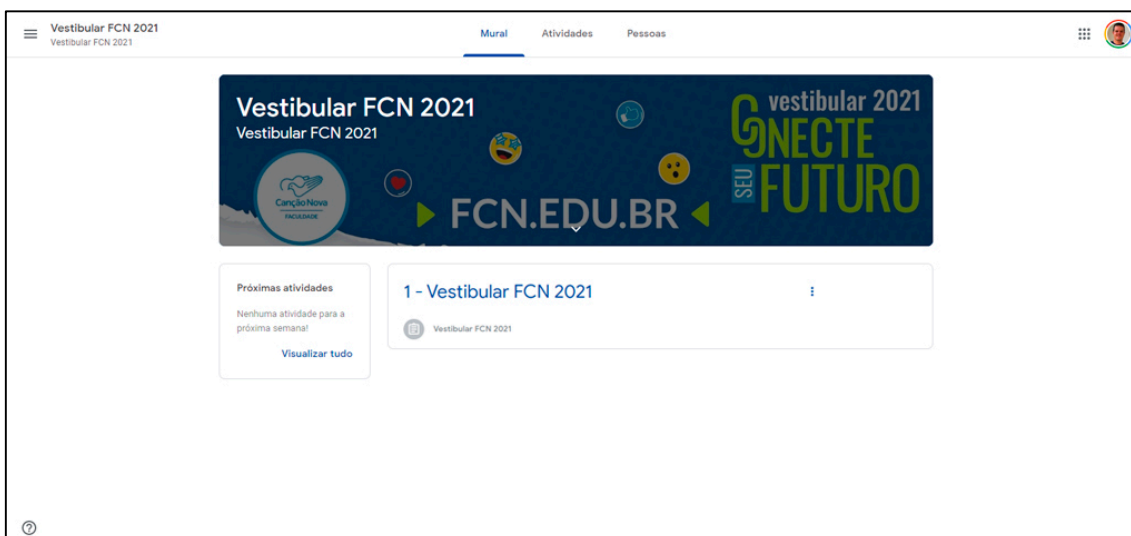 Vestibular FCN 2021
Vestibular FCN 2021
Mural Atividades Pessoas
Vestibular FCN 2021
Vestibular FCN 2021
Canção Nova
FACULDADE
FCN.EDU.BR
vestibular 2021
CONECTE
SEU FUTURO
Próximas atividades
Nenhuma atividade para a
próxima semana!
Visualizar tudo
1 - Vestibular FCN 2021
Vestibular FCN 2021